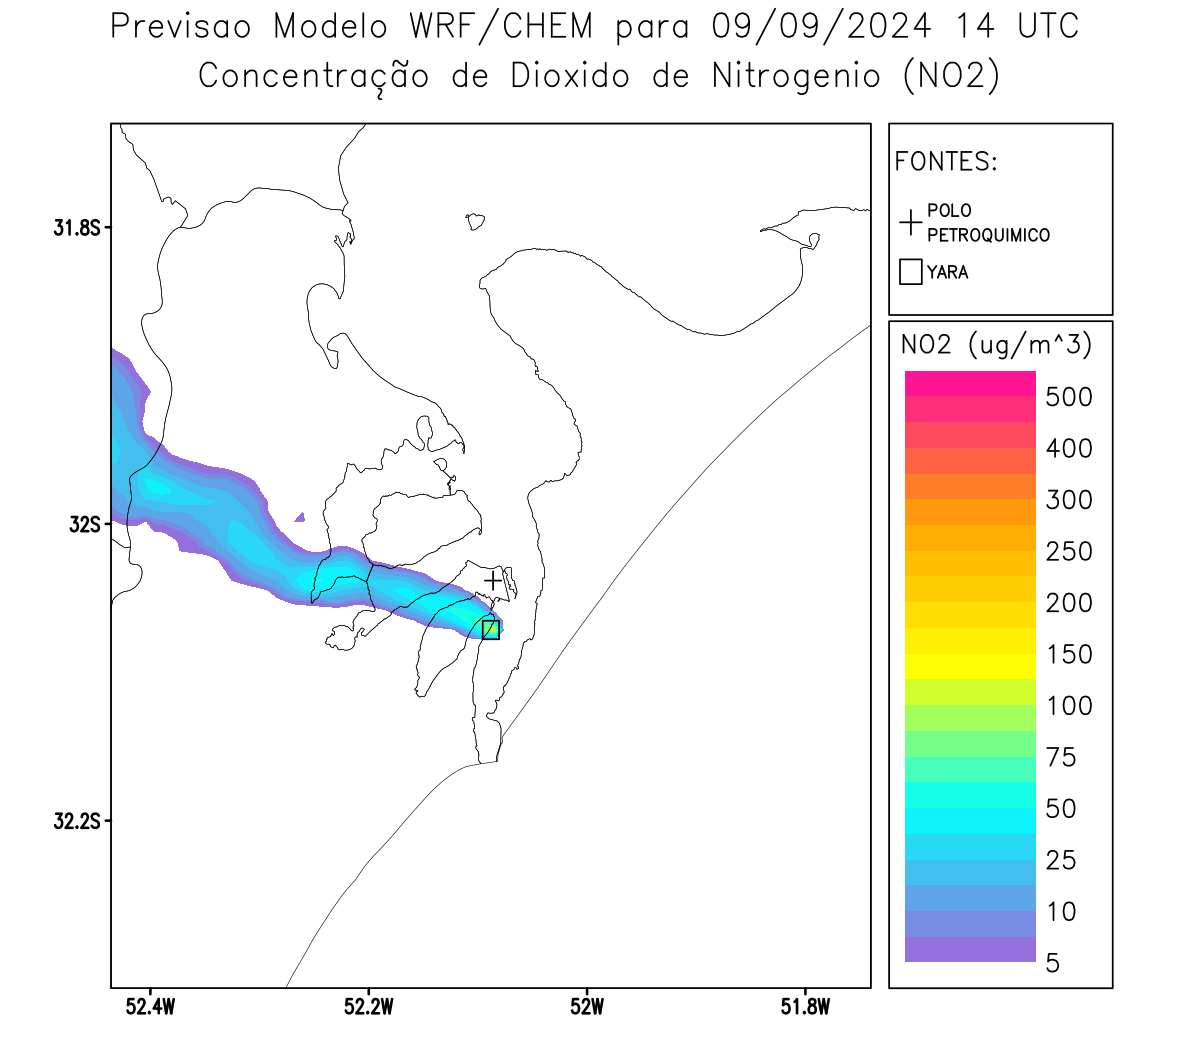 Previsao Modelo WRF/CHEM para 09/09/2024 14 UTC
Concentração de Dioxido de Nitrogenio (NO2)
FONTES:
POLO
PETROQUIMICO
YARA
NO2 (ug/m^3)
500
400
300
250
200
150
100
75
50
25
10
5
31.8S
32S
32.2S
52.4W
52.2W
52W
51.8W